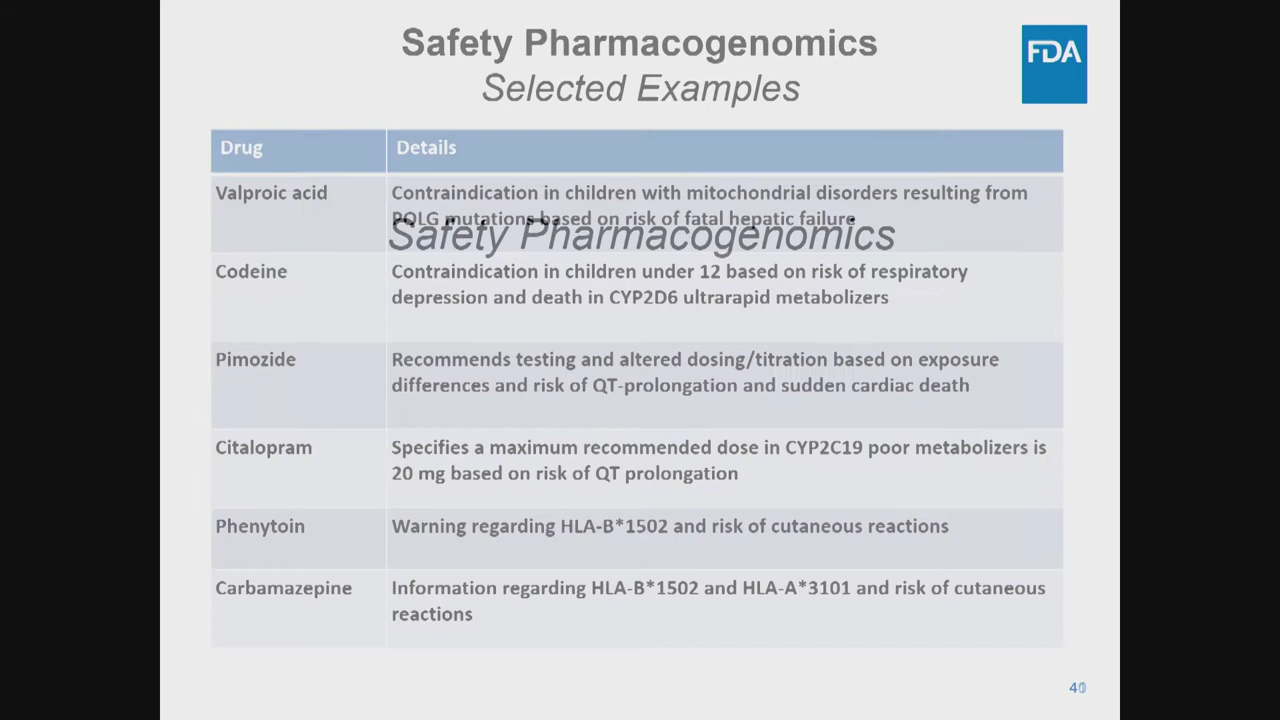 Safety Pharmacogenomics
Selected Examples
FDA
Drug Details
Valproic acid Contraindication in children with mitochondrial disorders resulting from
POLG mutations based on risk of fatal hepatic failure
Safety Pharmacogenomics
Codeine Contraindication in children under 12 based on risk of respiratory
depression and death in CYP2D6 ultrarapid metabolizers
Pimozide Recommends testing and altered dosing/titration based on exposure
differences and risk of QT-prolongation and sudden cardiac death
Citalopram Specifies a maximum recommended dose in CYP2C19 poor metabolizers is
20 mg based on risk of QT prolongation
Phenytoin Warning regarding HLA-B*1502 and risk of cutaneous reactions
Carbamazepine Information regarding HLA-B*1502 and HLA-A*3101 and risk of cutaneous
reactions